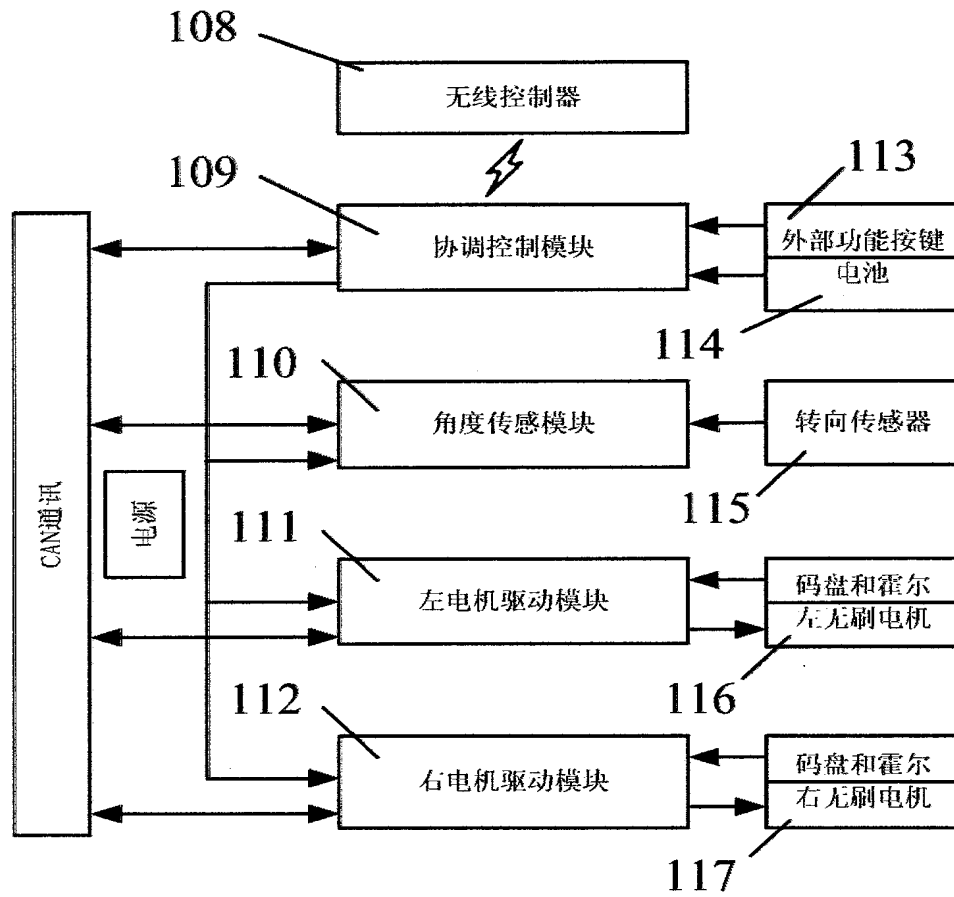 108
无线控制器
109
113
协调控制模块
外部功能按键
电池
114
110
角度传感模块
转向传感器
115
CAN通讯
电源
111
左电机驱动模块
码盘和霍尔
左无刷电机
116
112
右电机驱动模块
码盘和霍尔
右无刷电机
117